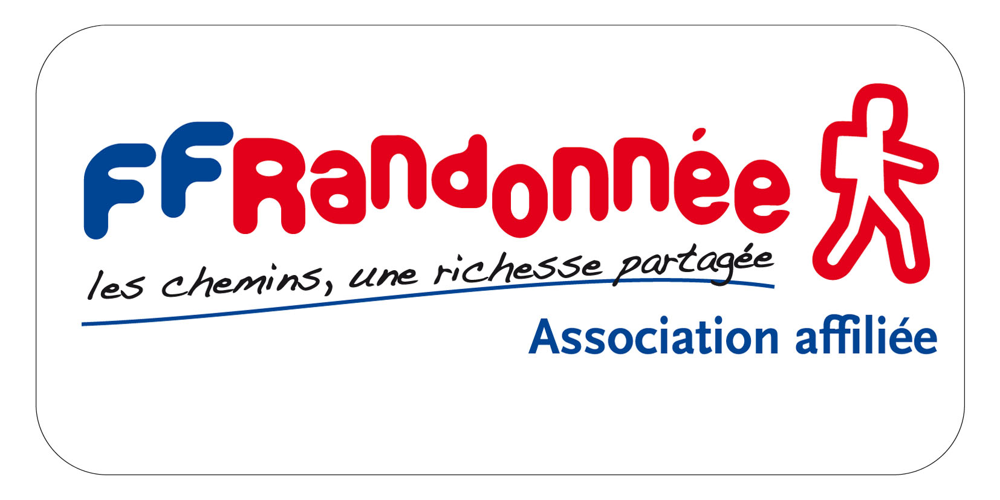 FFRandonnée
les chemins, une richesse partagée
Association affiliée